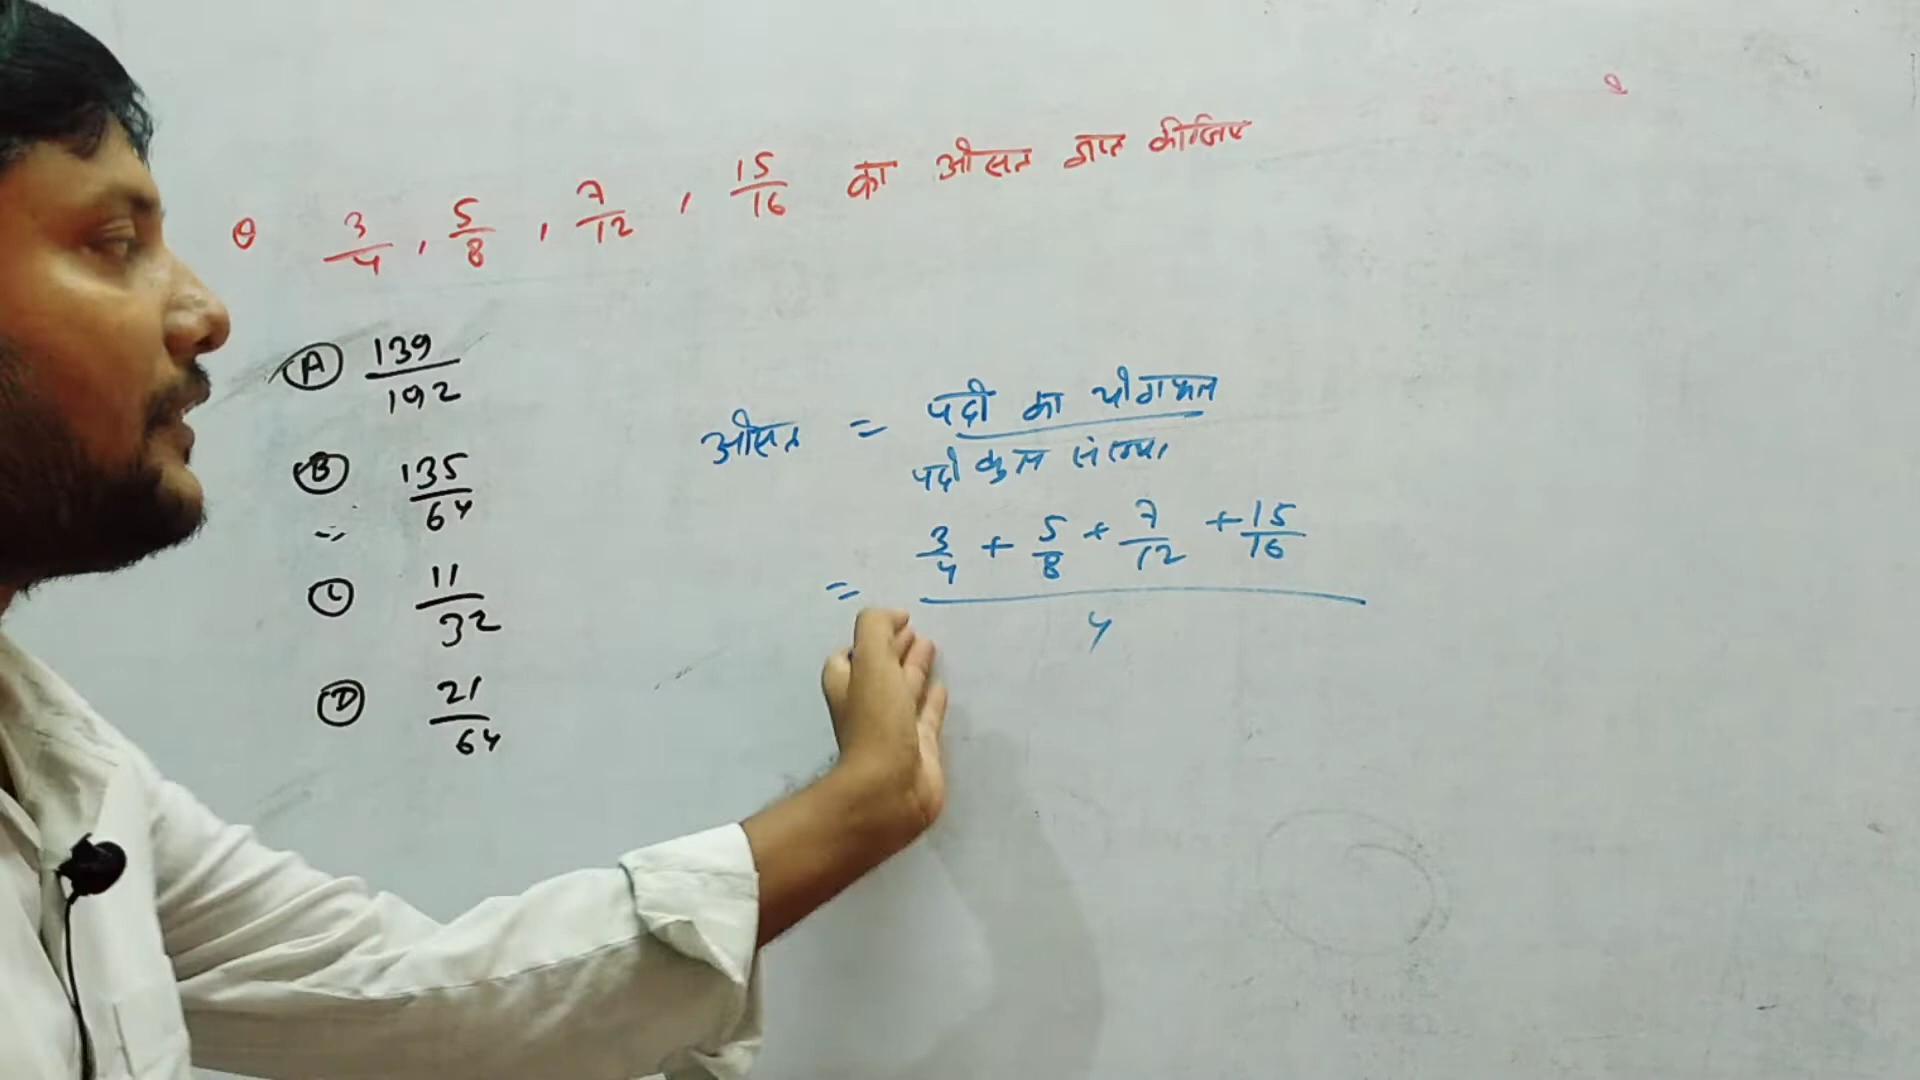 Q 3/4 , 5/8 , 7/12 , 15/16 का औसत ज्ञात कीजिए
(A) 139/192
(B) 135/64
(C) 11/32
(D) 21/64
औसत = पदों का योगफल / पदों कुल संख्या
= (3/4 + 5/8 + 7/12 + 15/16) / 4